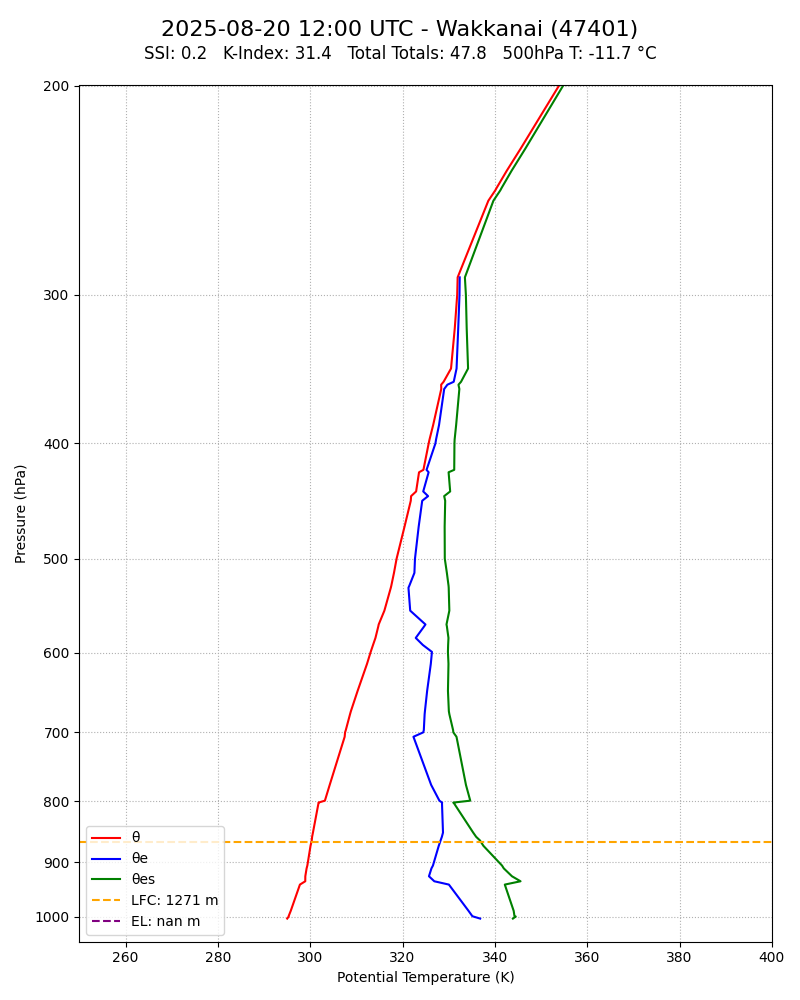 2025-08-20 12:00 UTC - Wakkanai (47401)
SSI: 0.2 K-Index: 31.4 Total Totals: 47.8 500hPa T: -11.7 °C
200
300
400
500
600
700
800
900
1000
Pressure (hPa)
θ
θe
θes
LFC: 1271 m
EL: nan m
260 280 300 320 340 360 380 400
Potential Temperature (K)